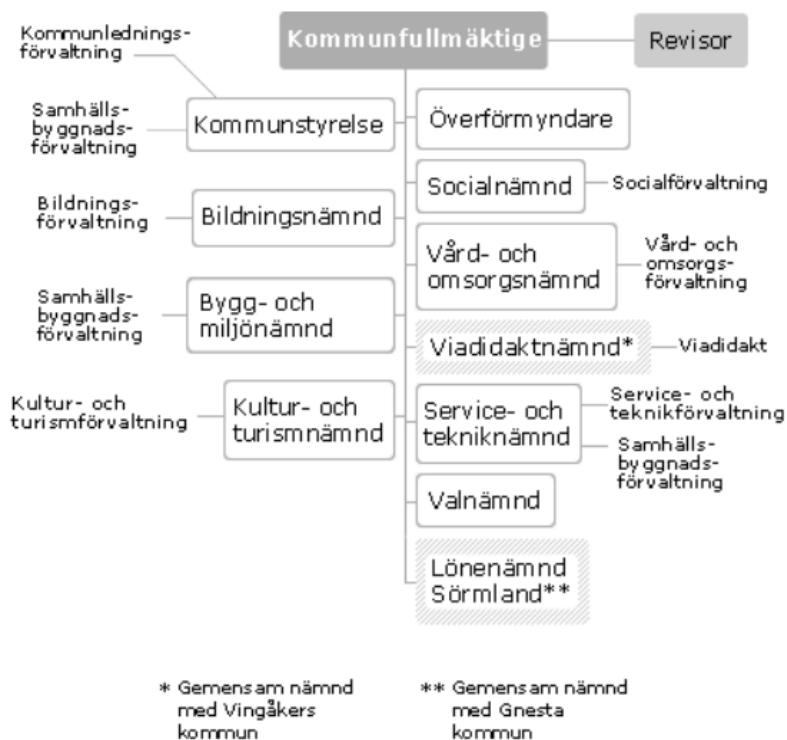 Kommunfullmäktige
Revisor
Kommunlednings-
förvaltning
Samhälls-
byggnads-
förvaltning
Kommunstyrelse
Överförmyndare
Socialnämnd
Socialförvaltning
Bildnings-
förvaltning
Bildningsnämnd
Vård- och
omsorgsnämnd
Vård- och
omsorgs-
förvaltning
Samhälls-
byggnads-
förvaltning
Bygg- och
miljönämnd
Viadidaktnämnd*
Viadidakt
Kultur- och
turismförvaltning
Kultur- och
turismnämnd
Service- och
tekniknämnd
Service- och
teknikförvaltning
Samhälls-
byggnads-
förvaltning
Valnämnd
Lönenämnd
Sörmland**
* Gemensam nämnd
med Vingåkers
kommun
** Gemensam nämnd
med Gnesta
kommun